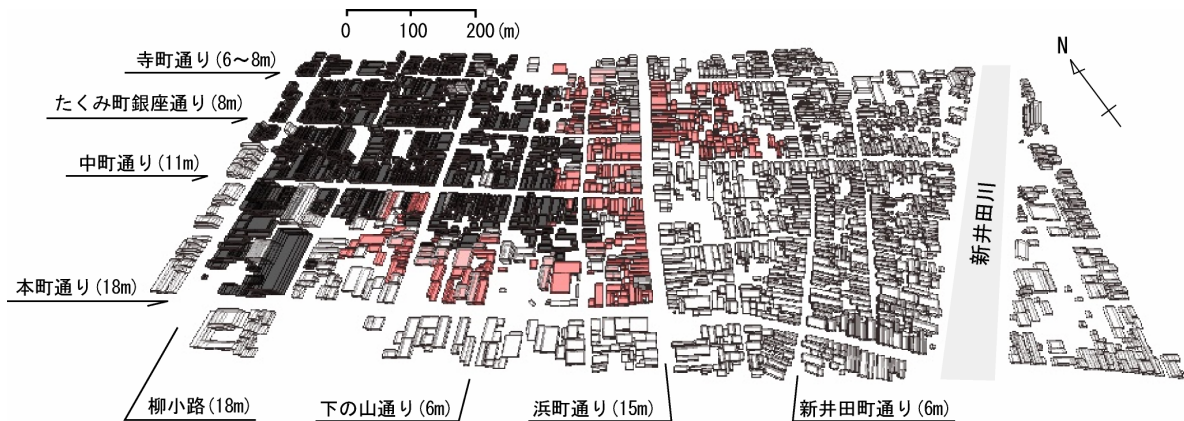 0 100 200(m)
N
寺町通り(6～8m)
たくみ町銀座通り(8m)
中町通り(11m)
本町通り(18m)
新井田川
柳小路(18m)
下の山通り(6m)
浜町通り(15m)
新井田町通り(6m)